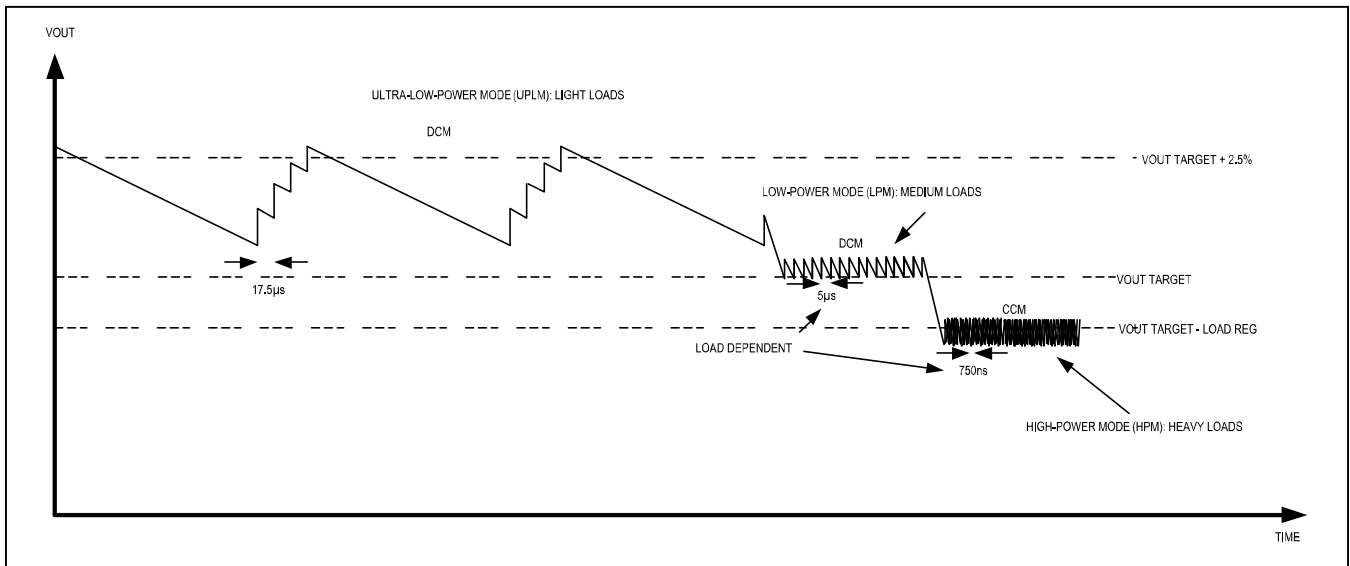 VOUT
ULTRA-LOW-POWER MODE (UPLM): LIGHT LOADS
DCM
VOUT TARGET + 2.5%
LOW-POWER MODE (LPM): MEDIUM LOADS
DCM
17.5µs
VOUT TARGET
5µs
CCM
VOUT TARGET - LOAD REG
LOAD DEPENDENT
750ns
HIGH-POWER MODE (HPM): HEAVY LOADS
TIME